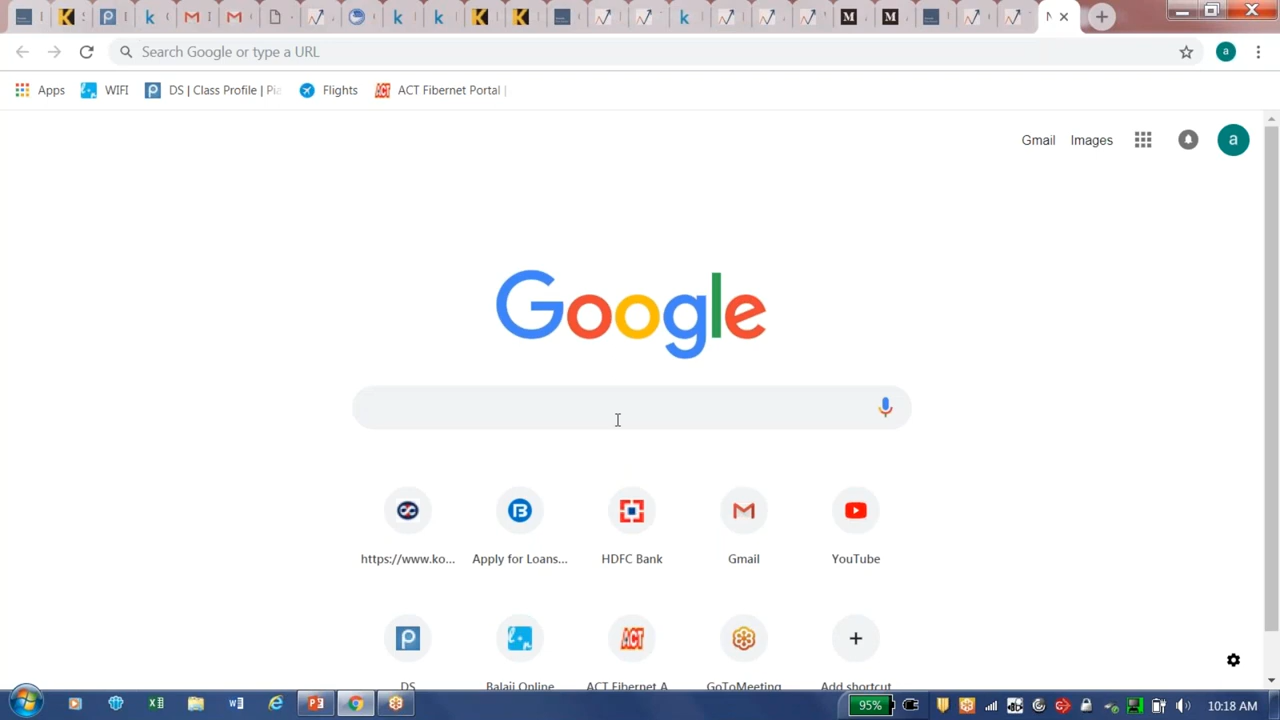 Search Google or type a URL
Apps WIFI DS | Class Profile | Pia Flights ACT Fibernet Portal |
Gmail Images a
Google
https://www.ko... Apply for Loans... HDFC Bank Gmail YouTube
DS Balaji Online ACT Fibernet A... GoToMeeting Add shortcut
95% 10:18 AM